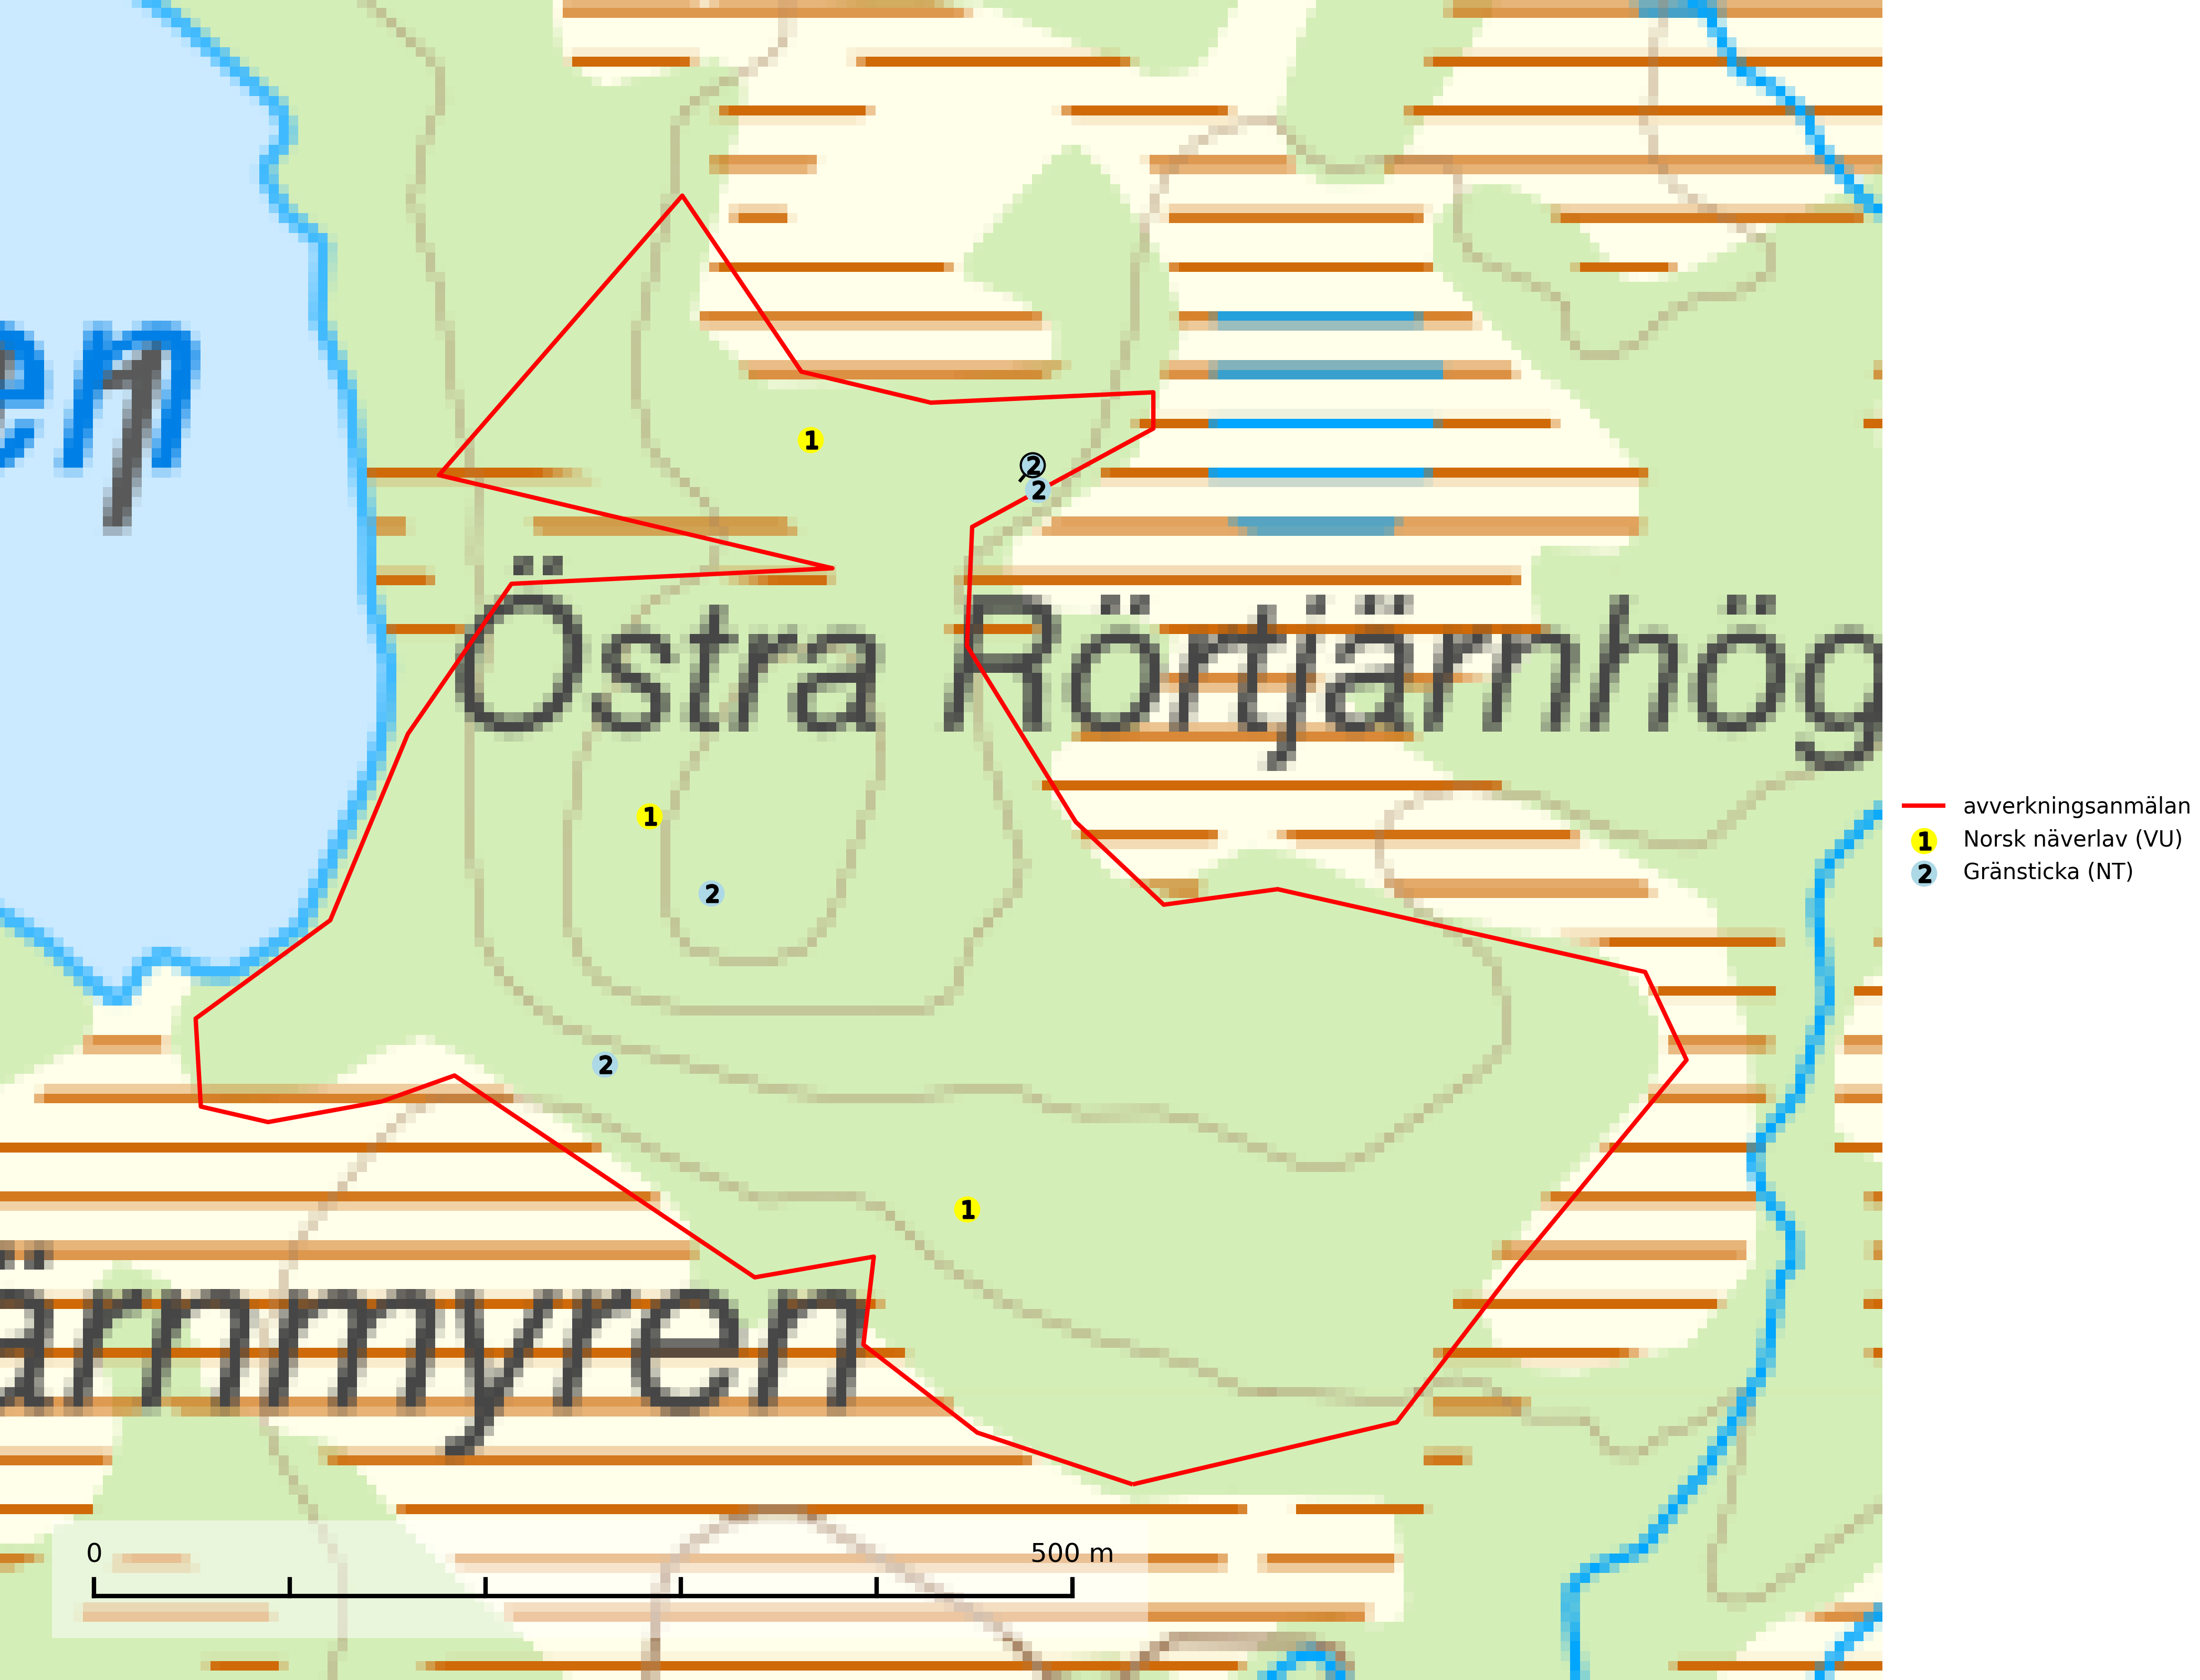 en
1
2
2
Östra Rörtjärnhög
1
2
2
1
ärnmyren
0 500 m
avverkningsanmälan
1 Norsk näverlav (VU)
2 Gränsticka (NT)